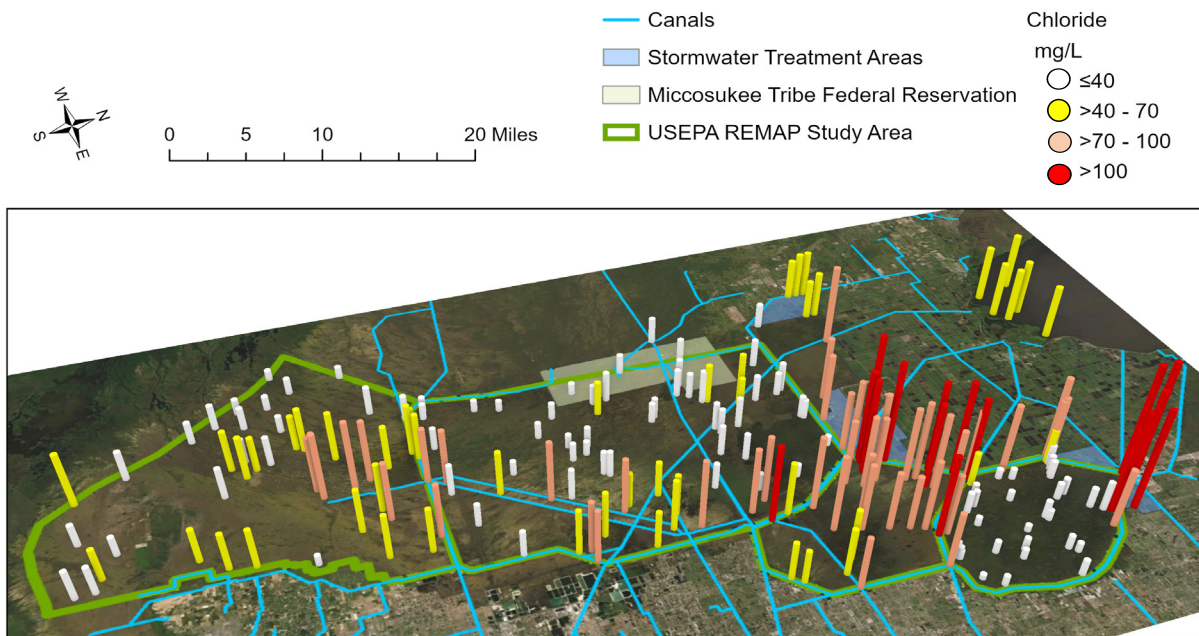 Canals
Stormwater Treatment Areas
Miccosukee Tribe Federal Reservation
USEPA REMAP Study Area
Chloride
mg/L
≤40
>40 - 70
>70 - 100
>100
W
N
S
E
0 5 10 20 Miles